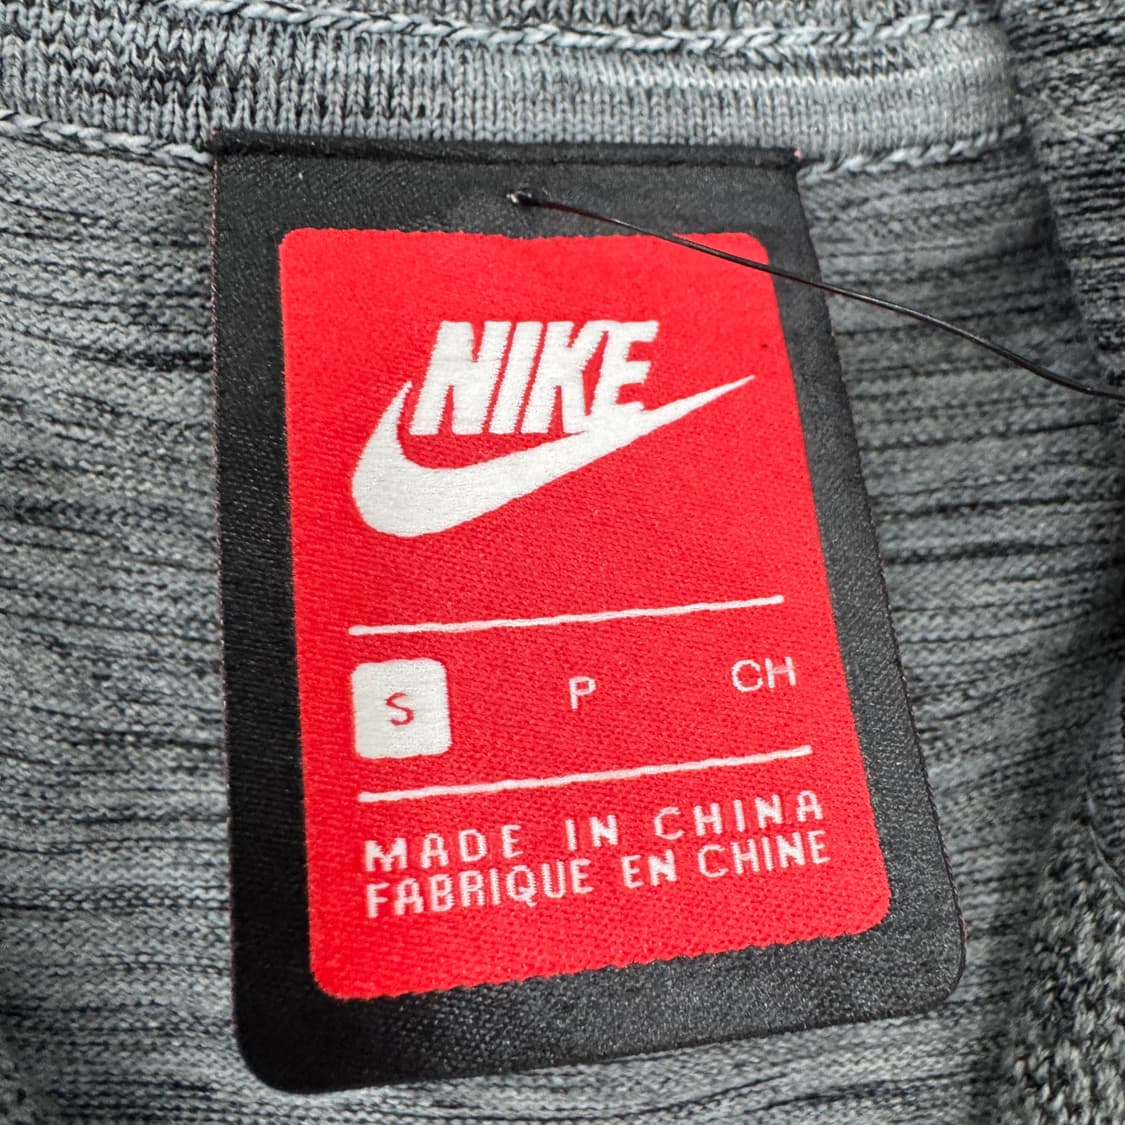 NIKE
S P CH
MADE IN CHINA
FABRIQUE EN CHINE